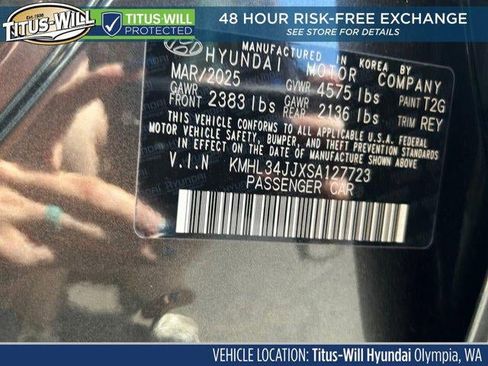 EST. 1938
TITUS-WILL
TITUS WILL
PROTECTED
48 HOUR RISK-FREE EXCHANGE
SEE STORE FOR DETAILS
MANUFACTURED IN KOREA BY
HYUNDAI MOTOR COMPANY
MAR/2025 GVWR 4575 lbs PAINT T2G
GAWR FRONT 2383 lbs GAWR REAR 2136 lbs TRIM REY
THIS VEHICLE CONFORMS TO ALL APPLICABLE U.S.A. FEDERAL
MOTOR VEHICLE SAFETY, BUMPER, AND THEFT PREVENTION STANDARDS
IN EFFECT ON THE DATE OF MANUFACTURE SHOWN ABOVE.
V.I.N KMHL34JJXSA127723
PASSENGER CAR
VEHICLE LOCATION: Titus-Will Hyundai Olympia, WA